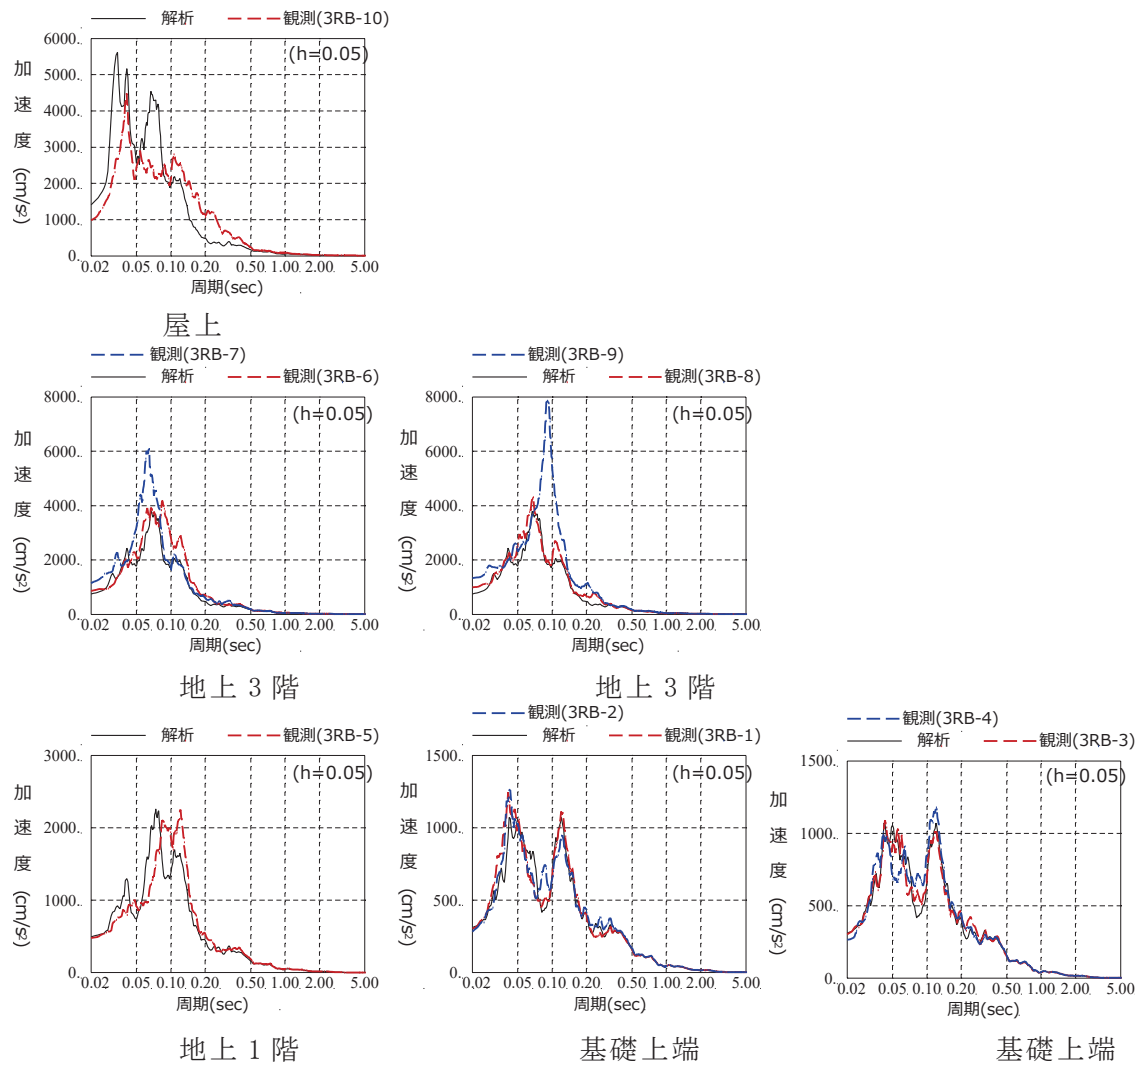 解析 観測(3RB-10)
(h=0.05)
加速度 (cm/s²)
6000.
5000.
4000.
3000.
2000.
1000.
0.
0.02 0.05 0.10 0.20 0.50 1.00 2.00 5.00
周期(sec)
屋上
観測(3RB-7)
解析 観測(3RB-6)
(h=0.05)
加速度 (cm/s²)
8000.
6000.
4000.
2000.
0.
0.02 0.05 0.10 0.20 0.50 1.00 2.00 5.00
周期(sec)
地上3階
観測(3RB-9)
解析 観測(3RB-8)
(h=0.05)
加速度 (cm/s²)
8000.
6000.
4000.
2000.
0.
0.02 0.05 0.10 0.20 0.50 1.00 2.00 5.00
周期(sec)
地上3階
解析 観測(3RB-5)
(h=0.05)
加速度 (cm/s²)
3000.
2000.
1000.
0.
0.02 0.05 0.10 0.20 0.50 1.00 2.00 5.00
周期(sec)
地上1階
観測(3RB-2)
解析 観測(3RB-1)
(h=0.05)
加速度 (cm/s²)
1500.
1000.
500.
0.
0.02 0.05 0.10 0.20 0.50 1.00 2.00 5.00
周期(sec)
基礎上端
観測(3RB-4)
解析 観測(3RB-3)
(h=0.05)
加速度 (cm/s²)
1500.
1000.
500.
0.
0.02 0.05 0.10 0.20 0.50 1.00 2.00 5.00
周期(sec)
基礎上端